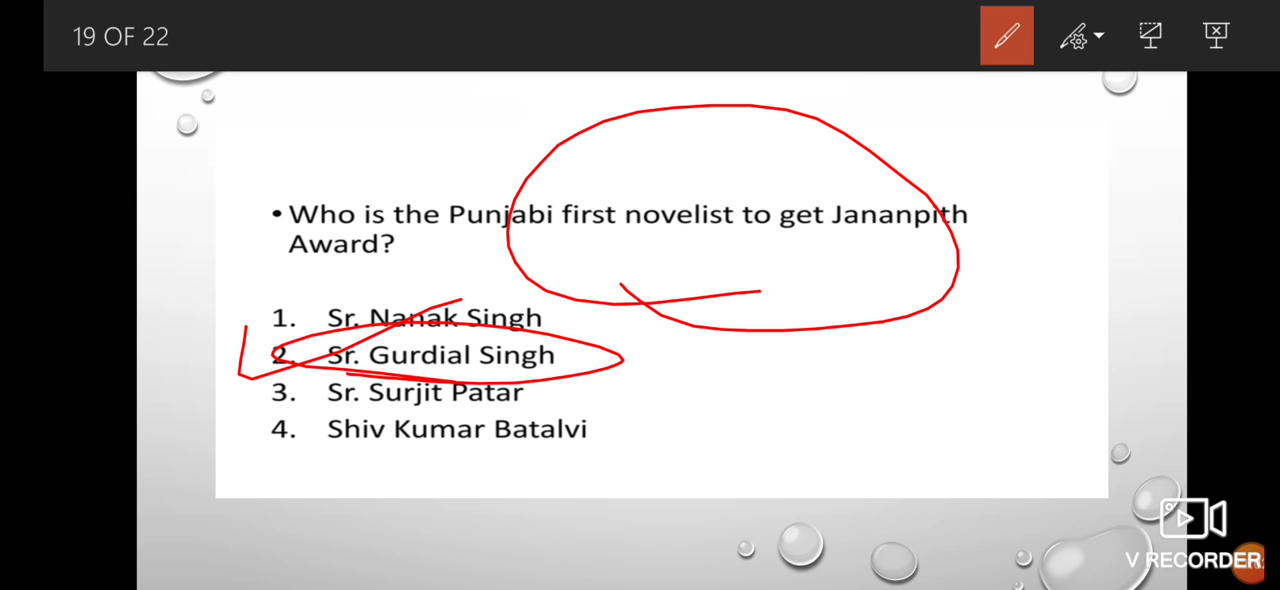 19 OF 22
• Who is the Punjabi first novelist to get Jananpith
Award?
1. Sr. Nanak Singh
2. Sr. Gurdial Singh
3. Sr. Surjit Patar
4. Shiv Kumar Batalvi
V RECORDER